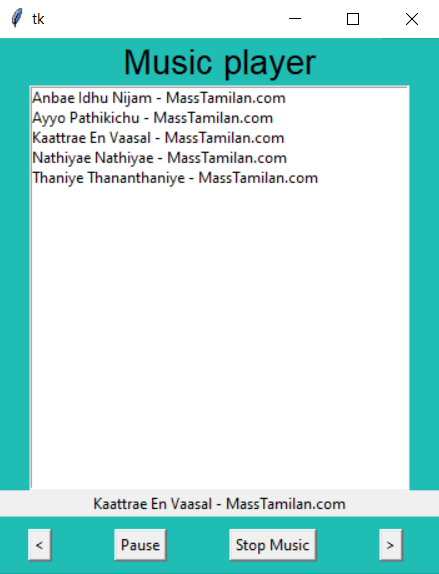 tk
Music player
Anbae Idhu Nijam - MassTamilan.com
Ayyo Pathikichu - MassTamilan.com
Kaattrae En Vaasal - MassTamilan.com
Nathiyae Nathiyae - MassTamilan.com
Thaniye Thananthaniye - MassTamilan.com
Kaattrae En Vaasal - MassTamilan.com
< Pause Stop Music >